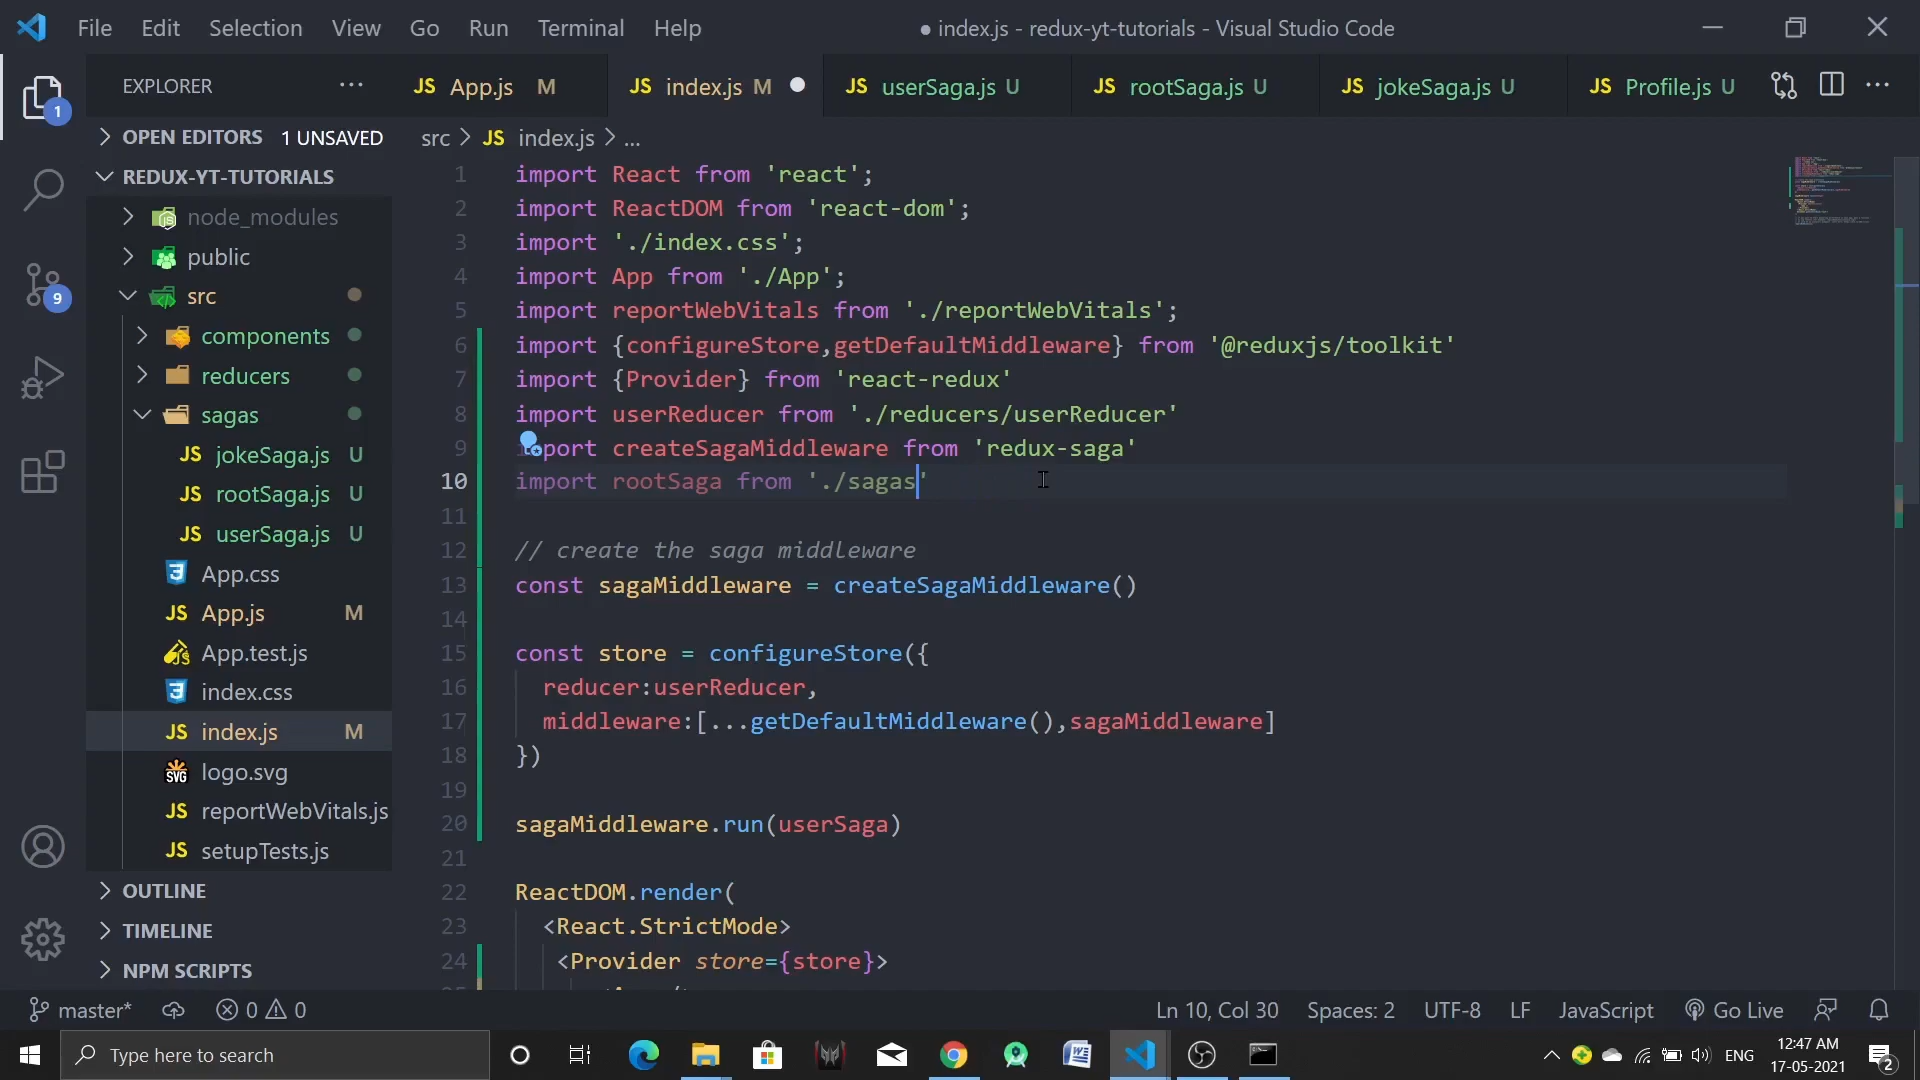 File Edit Selection View Go Run Terminal Help
● index.js - redux-yt-tutorials - Visual Studio Code
EXPLORER ···
JS App.js M
JS index.js M ●
JS userSaga.js U
JS rootSaga.js U
JS jokeSaga.js U
JS Profile.js U
1
9
> OPEN EDITORS 1 UNSAVED
REDUX-YT-TUTORIALS
node_modules
public
src
components
reducers
sagas
JS jokeSaga.js U
JS rootSaga.js U
JS userSaga.js U
App.css
JS App.js M
App.test.js
index.css
JS index.js M
SVG logo.svg
JS reportWebVitals.js
JS setupTests.js
OUTLINE
TIMELINE
NPM SCRIPTS
src > JS index.js > ...
1 import React from 'react';
2 import ReactDOM from 'react-dom';
3 import './index.css';
4 import App from './App';
5 import reportWebVitals from './reportWebVitals';
6 import {configureStore,getDefaultMiddleware} from '@reduxjs/toolkit'
7 import {Provider} from 'react-redux'
8 import userReducer from './reducers/userReducer'
9 import createSagaMiddleware from 'redux-saga'
10 import rootSaga from './sagas'
11
12 // create the saga middleware
13 const sagaMiddleware = createSagaMiddleware()
14
15 const store = configureStore({
16 reducer:userReducer,
17 middleware:[...getDefaultMiddleware(),sagaMiddleware]
18 })
19
20 sagaMiddleware.run(userSaga)
21
22 ReactDOM.render(
23 <React.StrictMode>
24 <Provider store={store}>
master* 0 0
Ln 10, Col 30 Spaces: 2 UTF-8 LF JavaScript Go Live
Type here to search
ENG
12:47 AM
17-05-2021
2